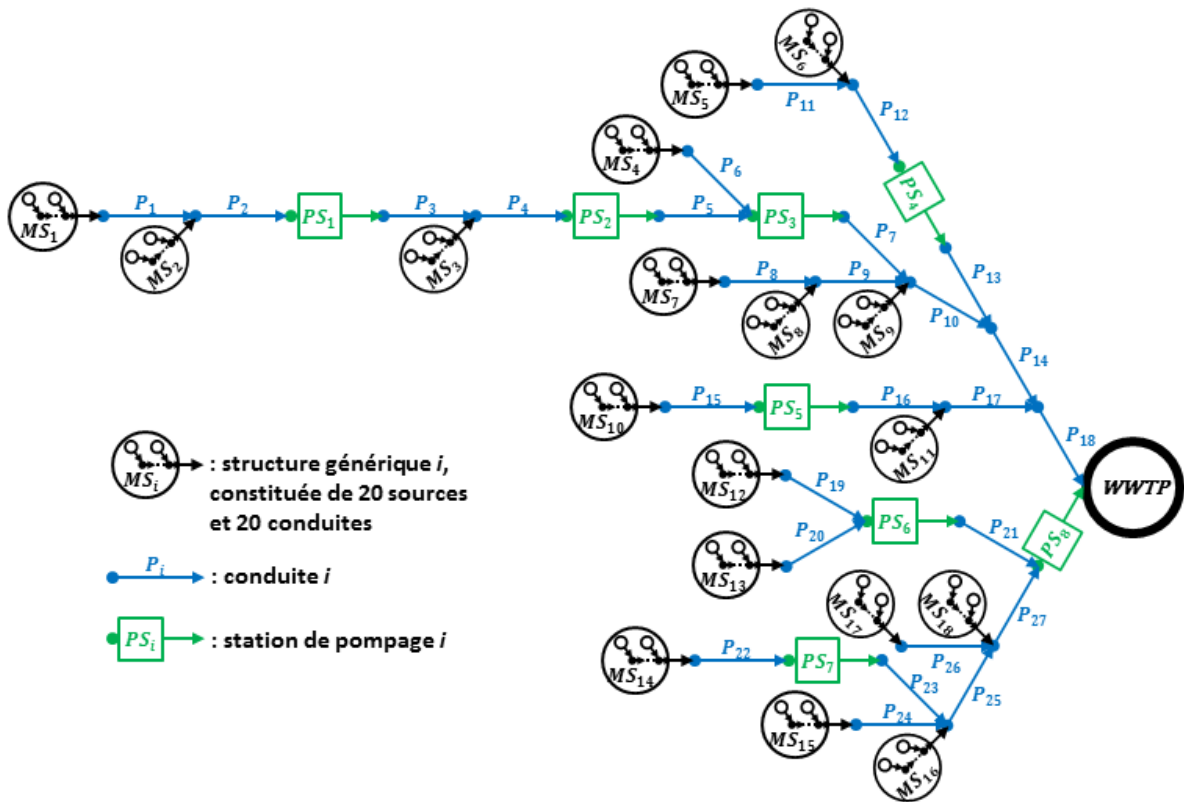 MS₆
MS₅
P₁₁
P₁₂
MS₄
P₆
PS₄
MS₁
P₁
P₂
PS₁
P₃
P₄
PS₂
P₅
PS₃
P₇
MS₂
MS₃
P₁₃
MS₇
P₈
P₉
MS₈
MS₉
P₁₀
P₁₄
MS₁₀
P₁₅
PS₅
P₁₆
P₁₇
MS₁₁
P₁₈
MSᵢ
: structure générique i,
constituée de 20 sources
et 20 conduites
MS₁₂
P₁₉
WWTP
P₂₀
PS₆
P₂₁
PS₈
MS₁₃
Pᵢ
: conduite i
MS₁₇
MS₁₈
P₂₇
PSᵢ
: station de pompage i
MS₁₄
P₂₂
PS₇
P₂₆
P₂₃
P₂₅
MS₁₅
P₂₄
MS₁₆